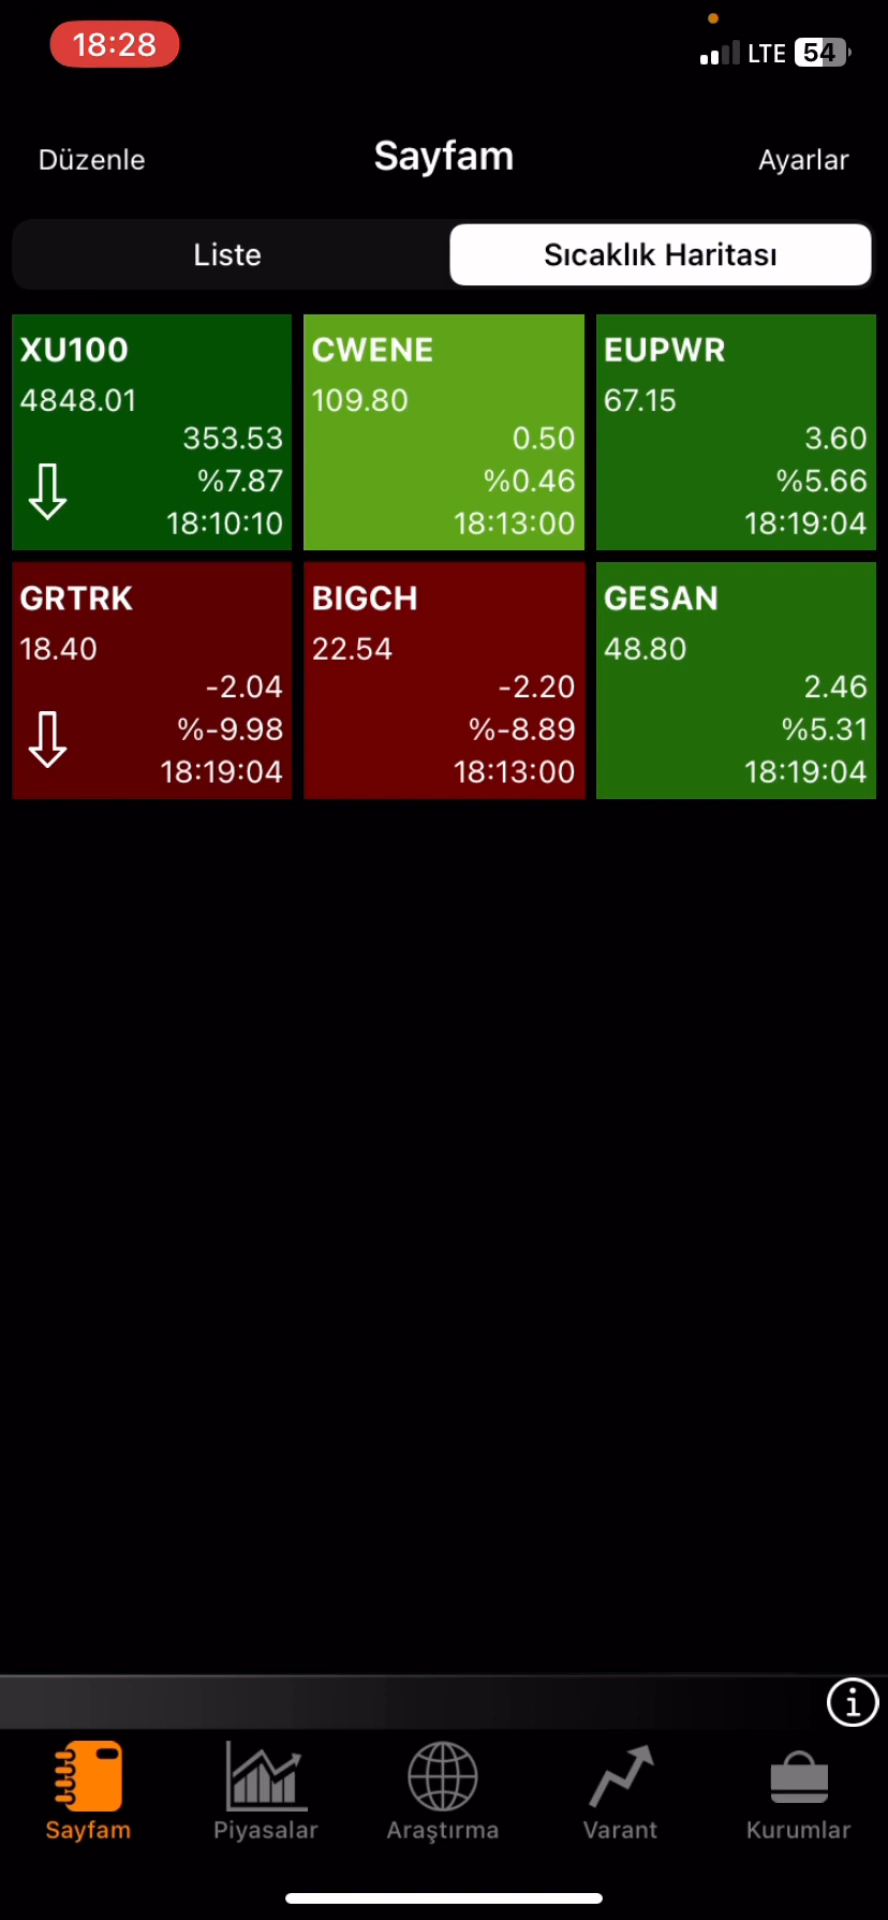 18:28
LTE 54
Düzenle
Sayfam
Ayarlar
Liste
Sıcaklık Haritası
XU100
4848.01
353.53
%7.87
18:10:10
CWENE
109.80
0.50
%0.46
18:13:00
EUPWR
67.15
3.60
%5.66
18:19:04
GRTRK
18.40
-2.04
%-9.98
18:19:04
BIGCH
22.54
-2.20
%-8.89
18:13:00
GESAN
48.80
2.46
%5.31
18:19:04
Sayfam
Piyasalar
Araştırma
Varant
Kurumlar